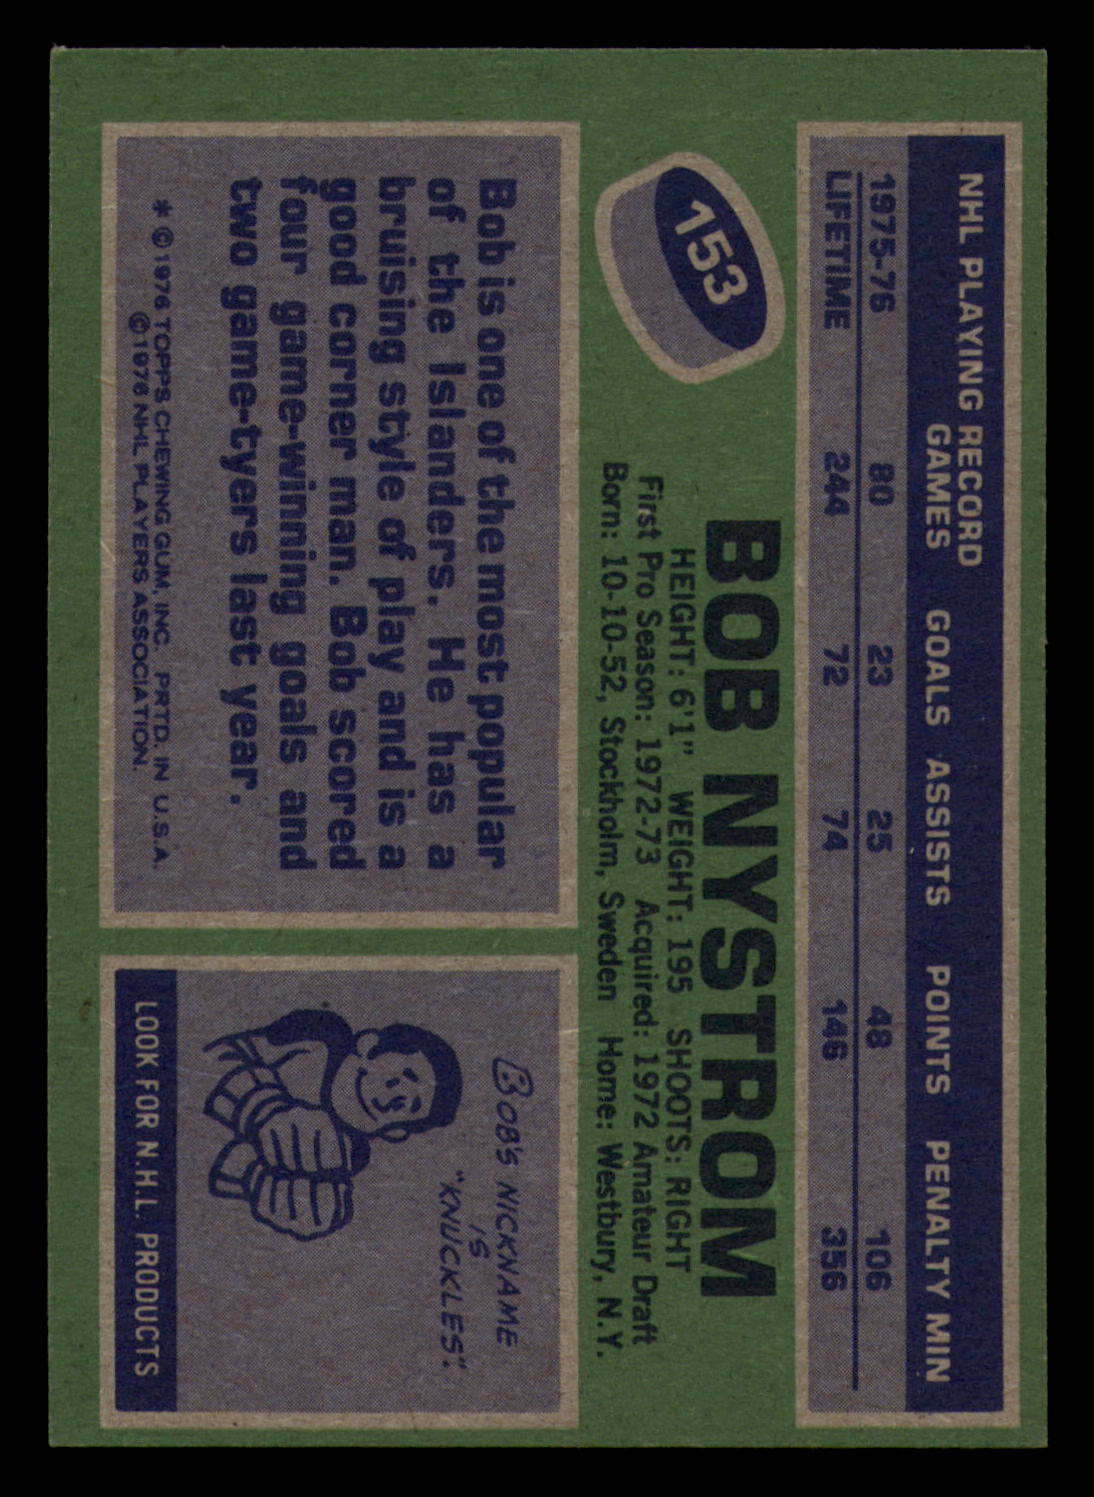 NHL PLAYING RECORD
GAMES GOALS ASSISTS POINTS PENALTY MIN
1975-76 80 23 25 48 106
LIFETIME 244 72 74 146 356
153
BOB NYSTROM
HEIGHT: 6'1" WEIGHT: 195 SHOOTS: RIGHT
First Pro Season: 1972-73 Acquired: 1972 Amateur Draft
Born: 10-10-52, Stockholm, Sweden Home: Westbury, N.Y.
Bob is one of the most popular
of the Islanders. He has a
bruising style of play and is a
good corner man. Bob scored
four game-winning goals and
two game-tyers last year.
* ©1976 TOPPS CHEWING GUM, INC. PRTD. IN U.S.A.
©1976 NHL PLAYERS ASSOCIATION.
BOB'S NICKNAME
IS
"KNUCKLES".
LOOK FOR N.H.L. PRODUCTS